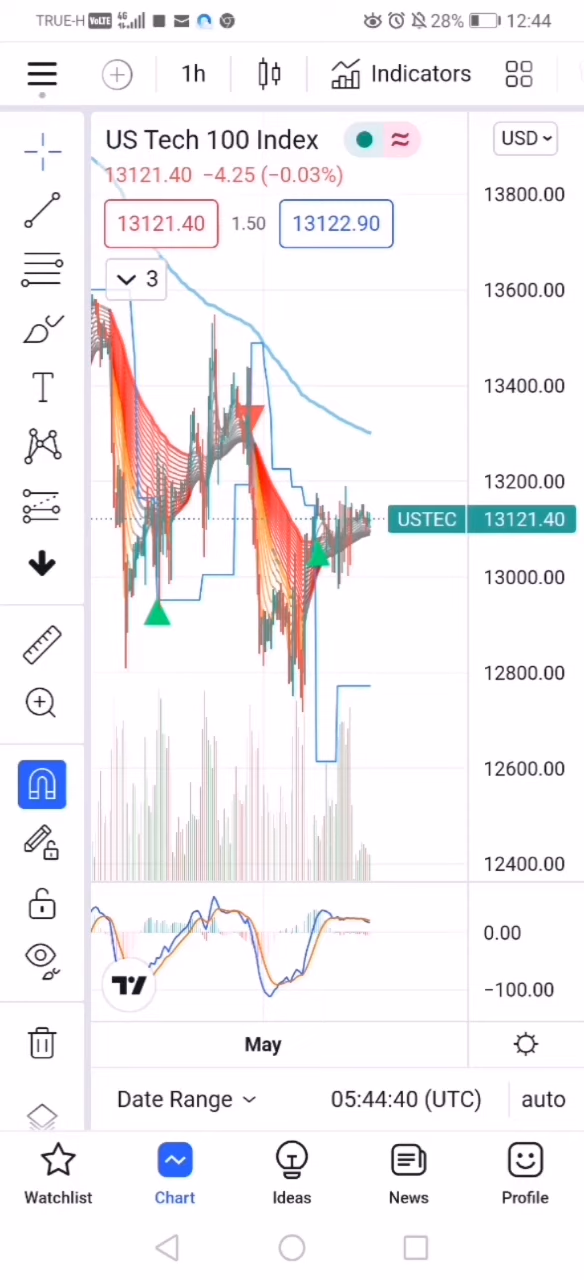 TRUE-H VoLTE 4G 28% 12:44
1h Indicators
US Tech 100 Index USD
13121.40 −4.25 (−0.03%)
13121.40 1.50 13122.90
3
13800.00
13600.00
13400.00
13200.00
USTEC 13121.40
13000.00
12800.00
12600.00
12400.00
0.00
−100.00
May
Date Range 05:44:40 (UTC) auto
Watchlist Chart Ideas News Profile